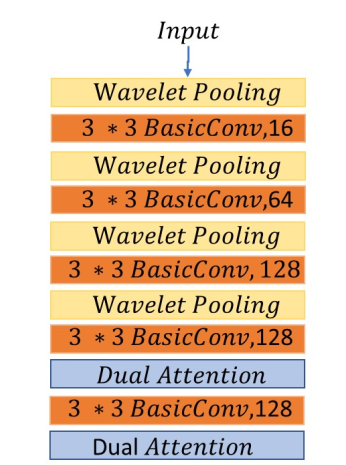 Input
Wavelet Pooling
3 * 3 BasicConv,16
Wavelet Pooling
3 * 3 BasicConv,64
Wavelet Pooling
3 * 3 BasicConv, 128
Wavelet Pooling
3 * 3 BasicConv,128
Dual Attention
3 * 3 BasicConv,128
Dual Attention